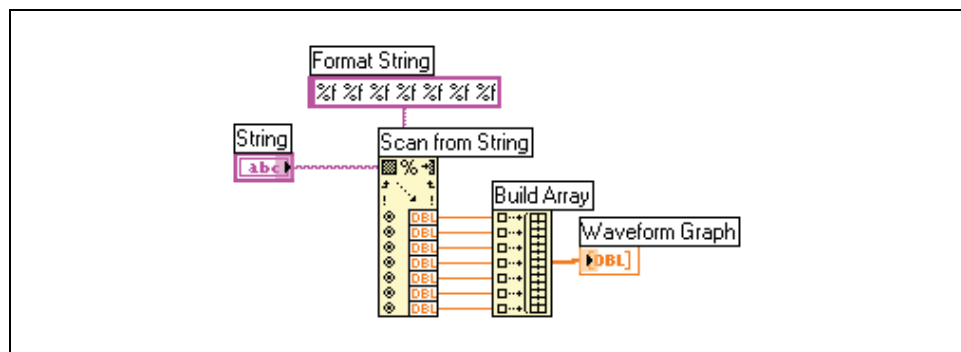 Format String
%f %f %f %f %f %f %f
String
abc
Scan from String
%
! !
DBL
DBL
DBL
DBL
DBL
DBL
DBL
Build Array
Waveform Graph
DBL]